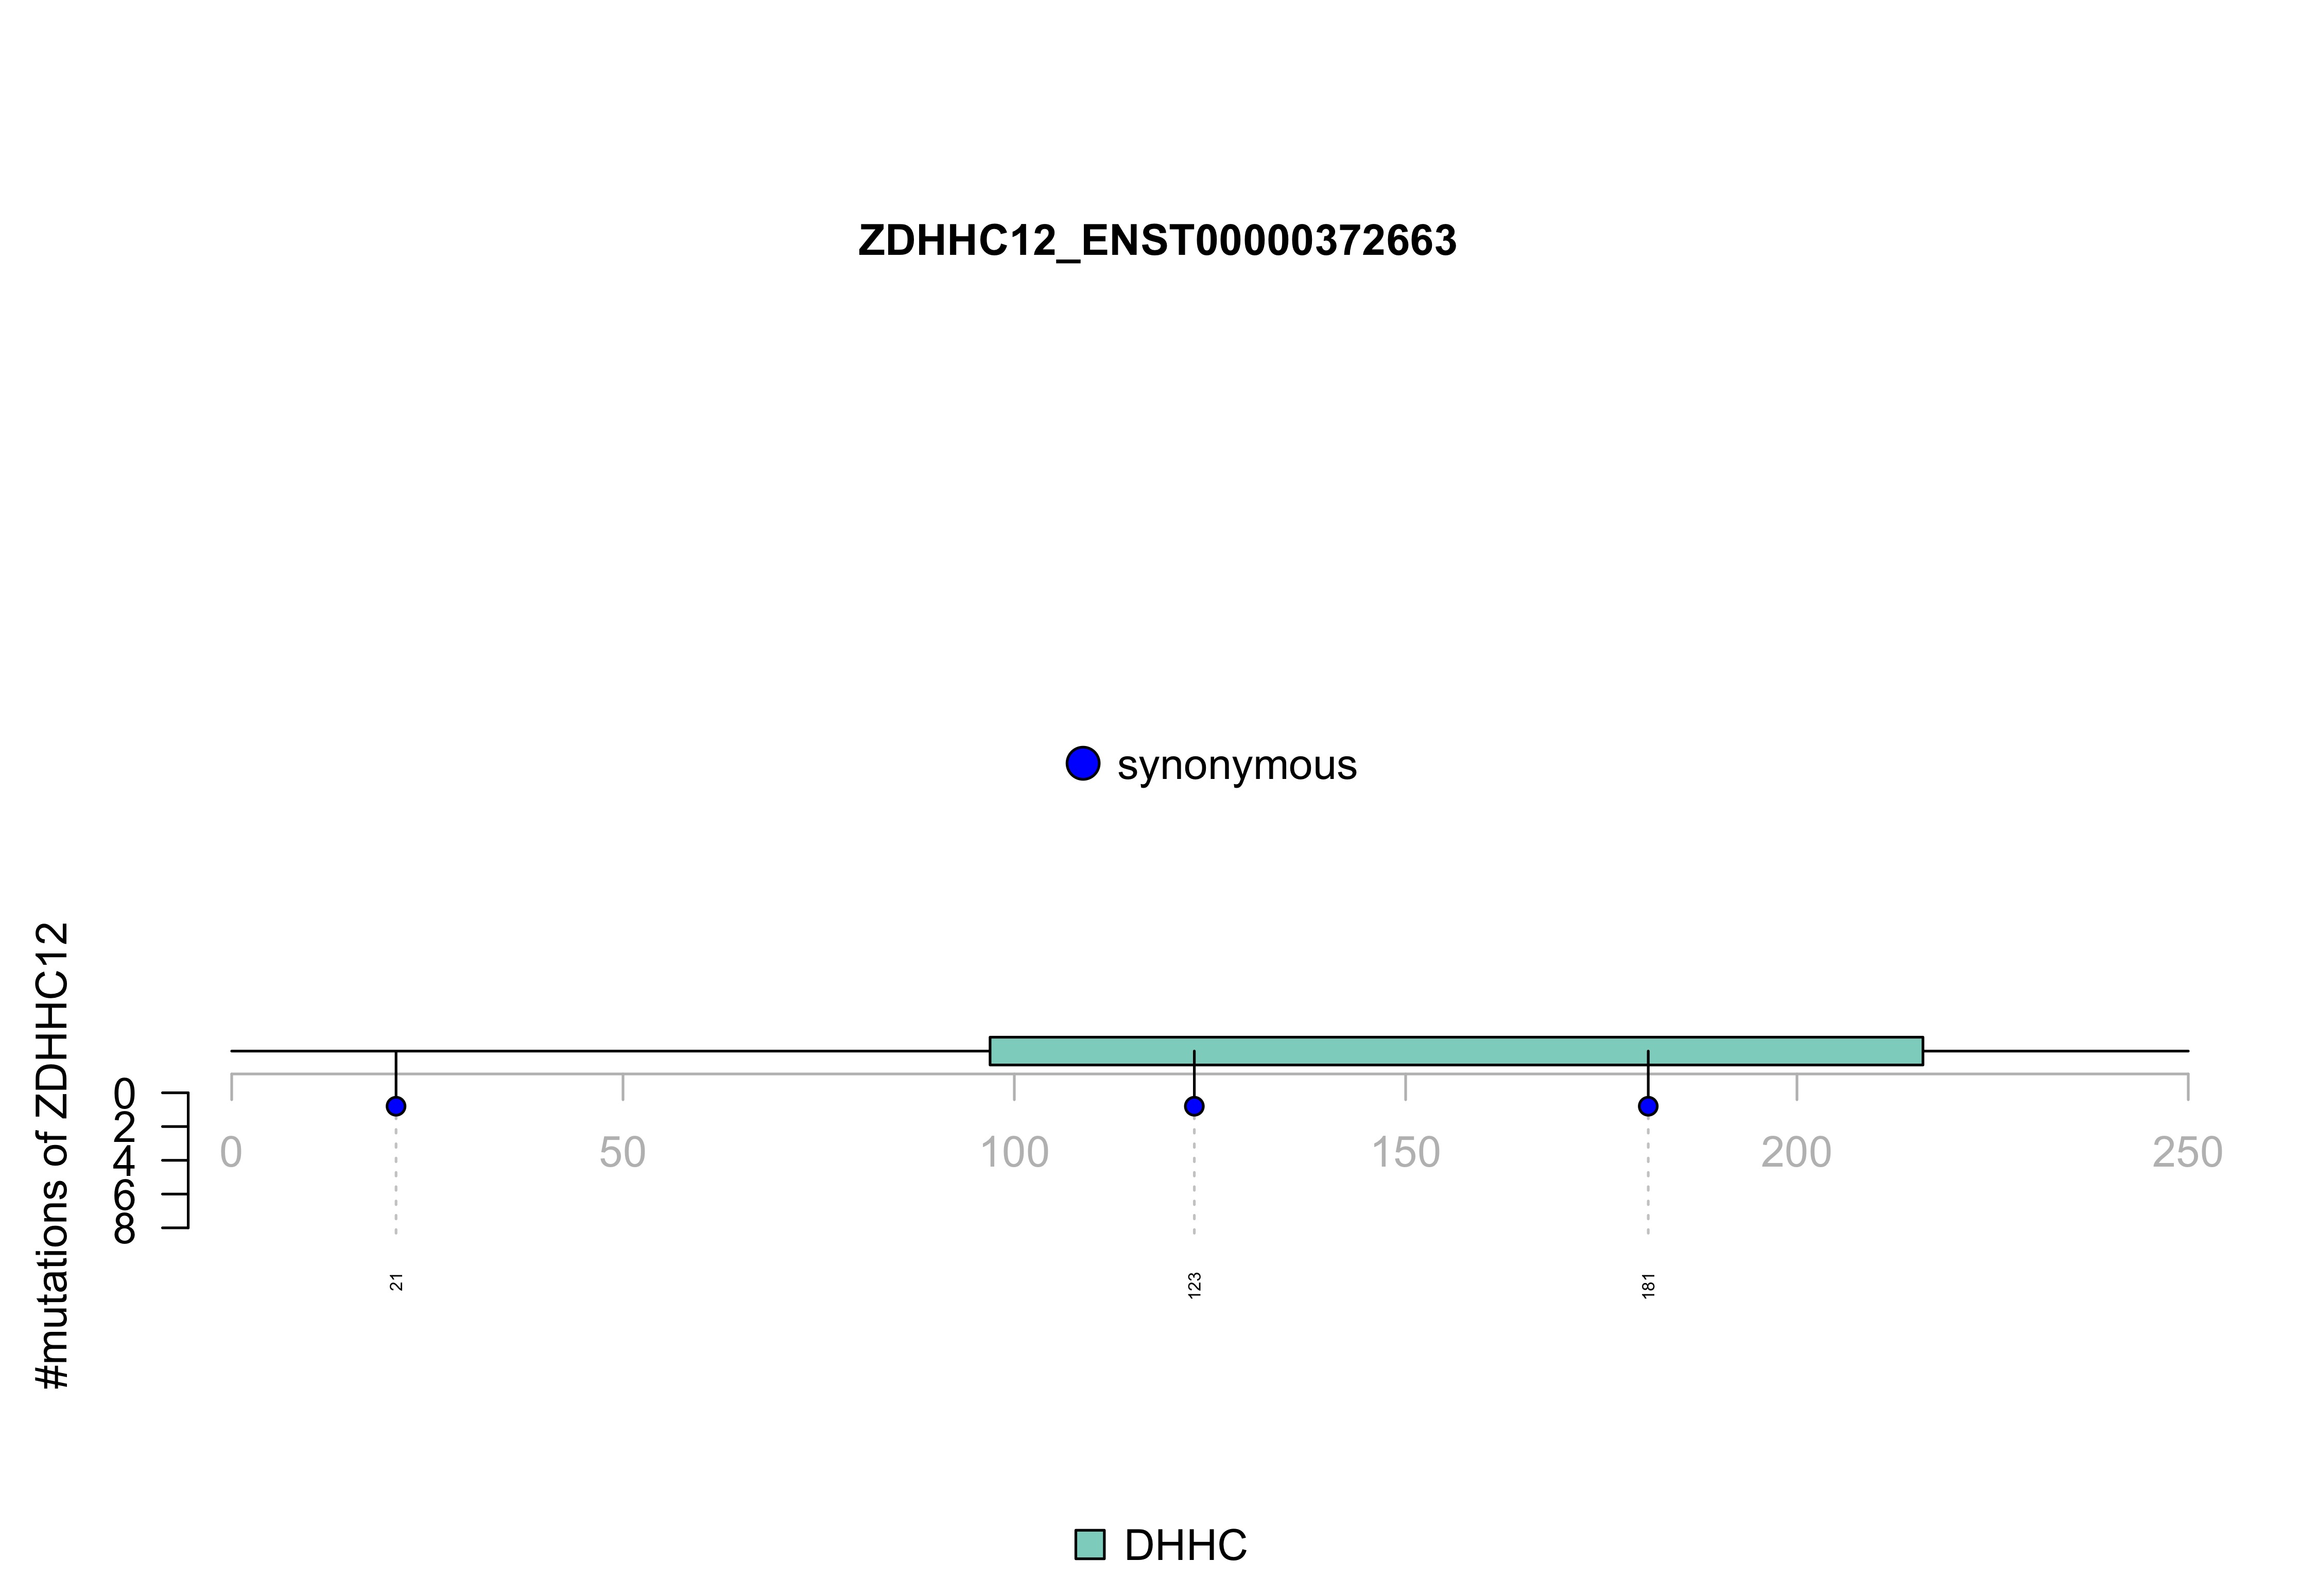 ZDHHC12_ENST00000372663
synonymous
#mutations of ZDHHC12
0
2
4
6
8
0 50 100 150 200 250
21 123 181
DHHC